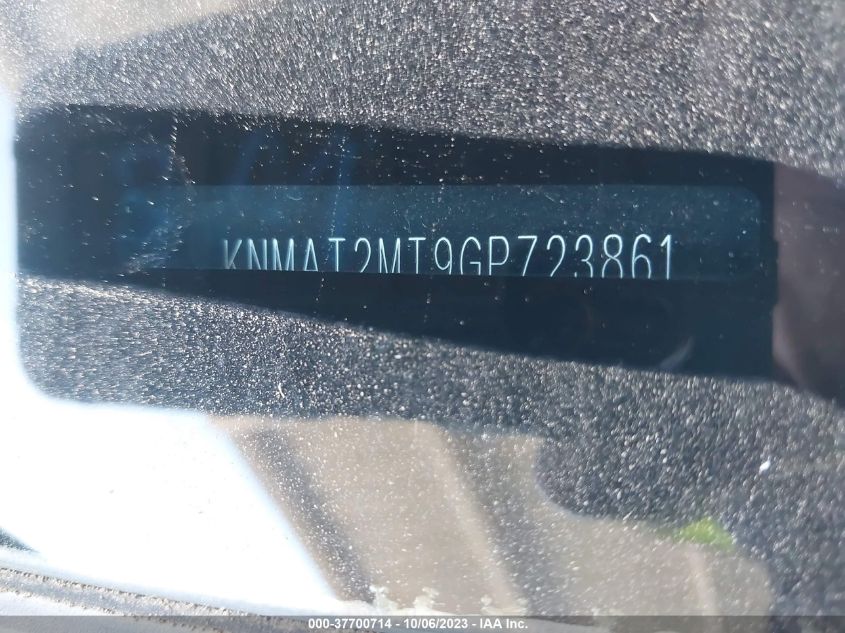 KNMAT2MT9GP723861
000-37700714 - 10/06/2023 - IAA Inc.